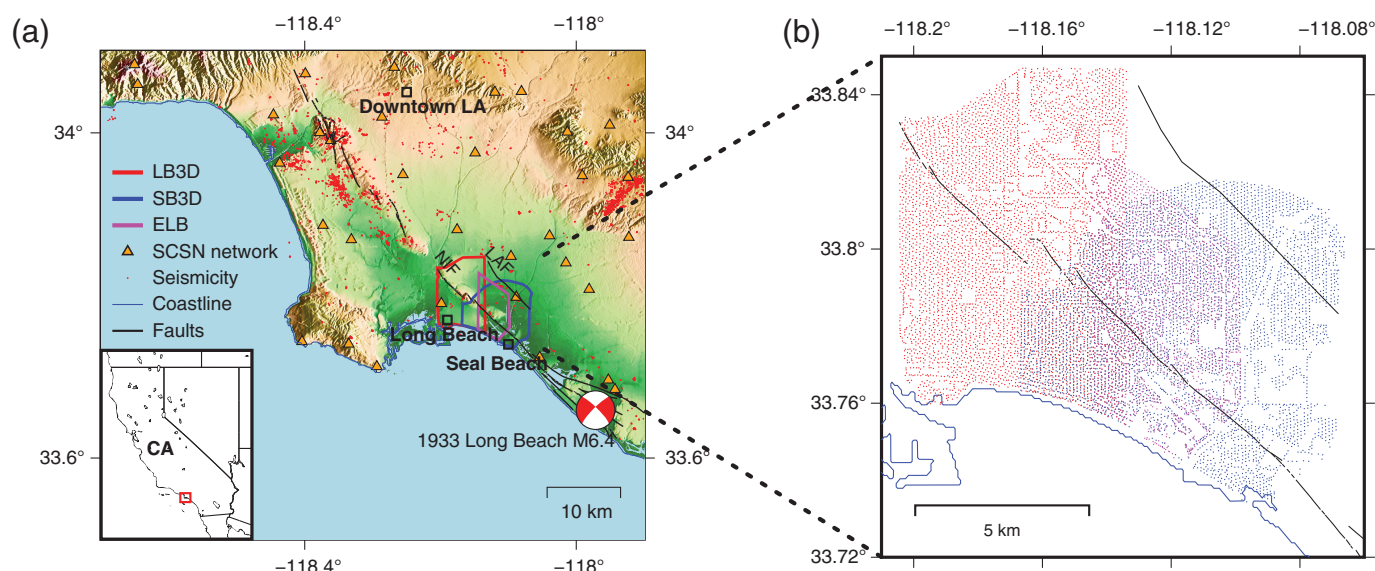 (a)
−118.4°
−118°
Downtown LA
34°
34°
LB3D
SB3D
ELB
SCSN network
Seismicity
Coastline
Faults
NIF
LAF
Long Beach
Seal Beach
CA
1933 Long Beach M6.4
33.6°
33.6°
10 km
−118.4°
−118°
(b)
−118.2
−118.16
−118.12
−118.08
33.84
33.8
33.76
33.72
5 km